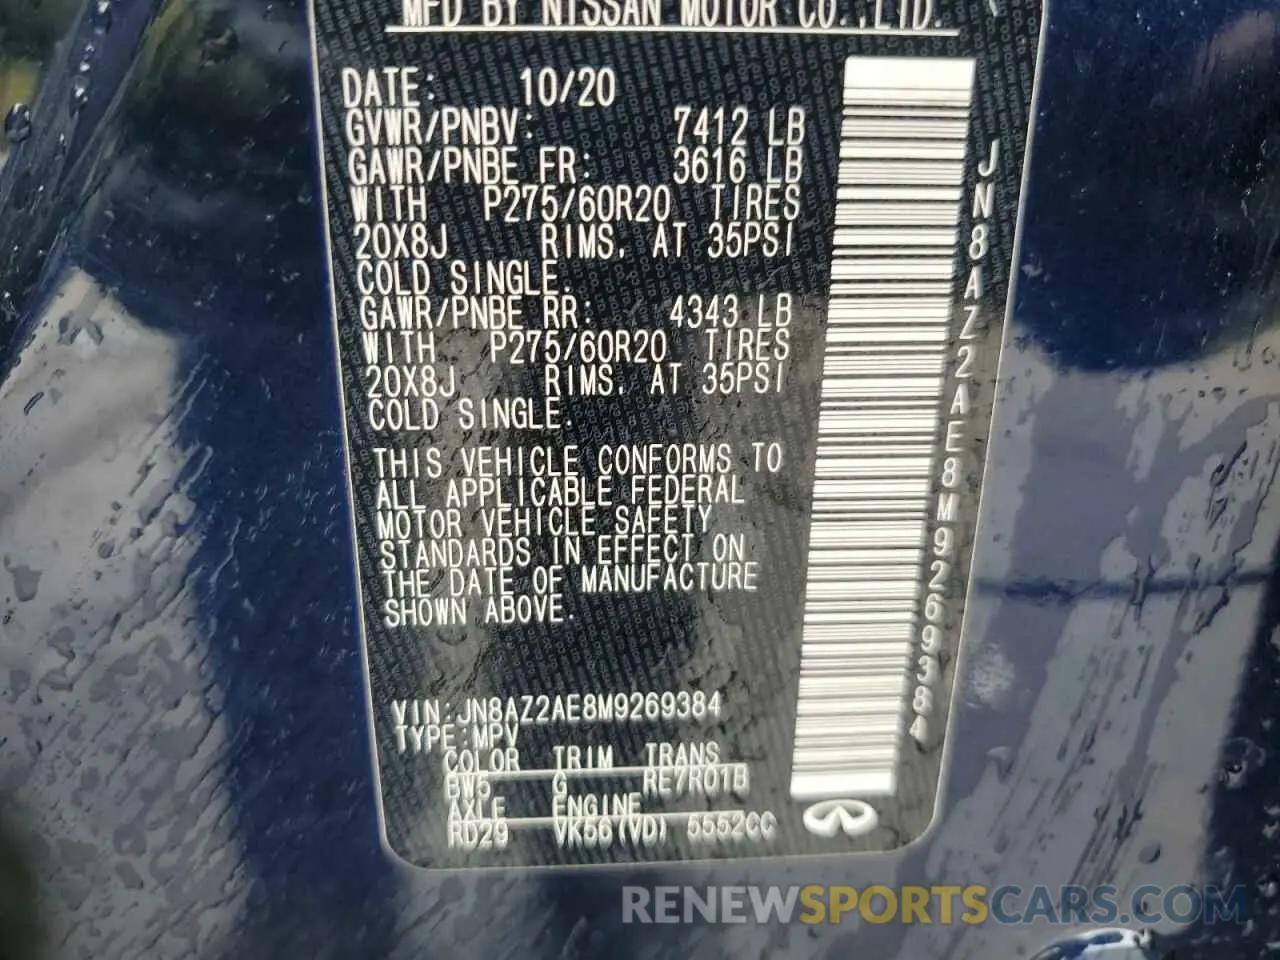 MFD BY NISSAN MOTOR CO.,LTD.
DATE: 10/20
GVWR/PNBV: 7412 LB
GAWR/PNBE FR: 3616 LB
WITH P275/60R20 TIRES
20X8J RIMS. AT 35PSI
COLD SINGLE.
GAWR/PNBE RR: 4343 LB
WITH P275/60R20 TIRES
20X8J RIMS. AT 35PSI
COLD SINGLE.
THIS VEHICLE CONFORMS TO
ALL APPLICABLE FEDERAL
MOTOR VEHICLE SAFETY
STANDARDS IN EFFECT ON
THE DATE OF MANUFACTURE
SHOWN ABOVE.
VIN:JN8AZ2AE8M9269384
TYPE:MPV
COLOR TRIM TRANS
BW5 G RE7R01B
AXLE ENGINE
RD29 VK56(VD) 5552CC
JN8AZ2AE8M9269384
RENEWSPORTSCARS.COM